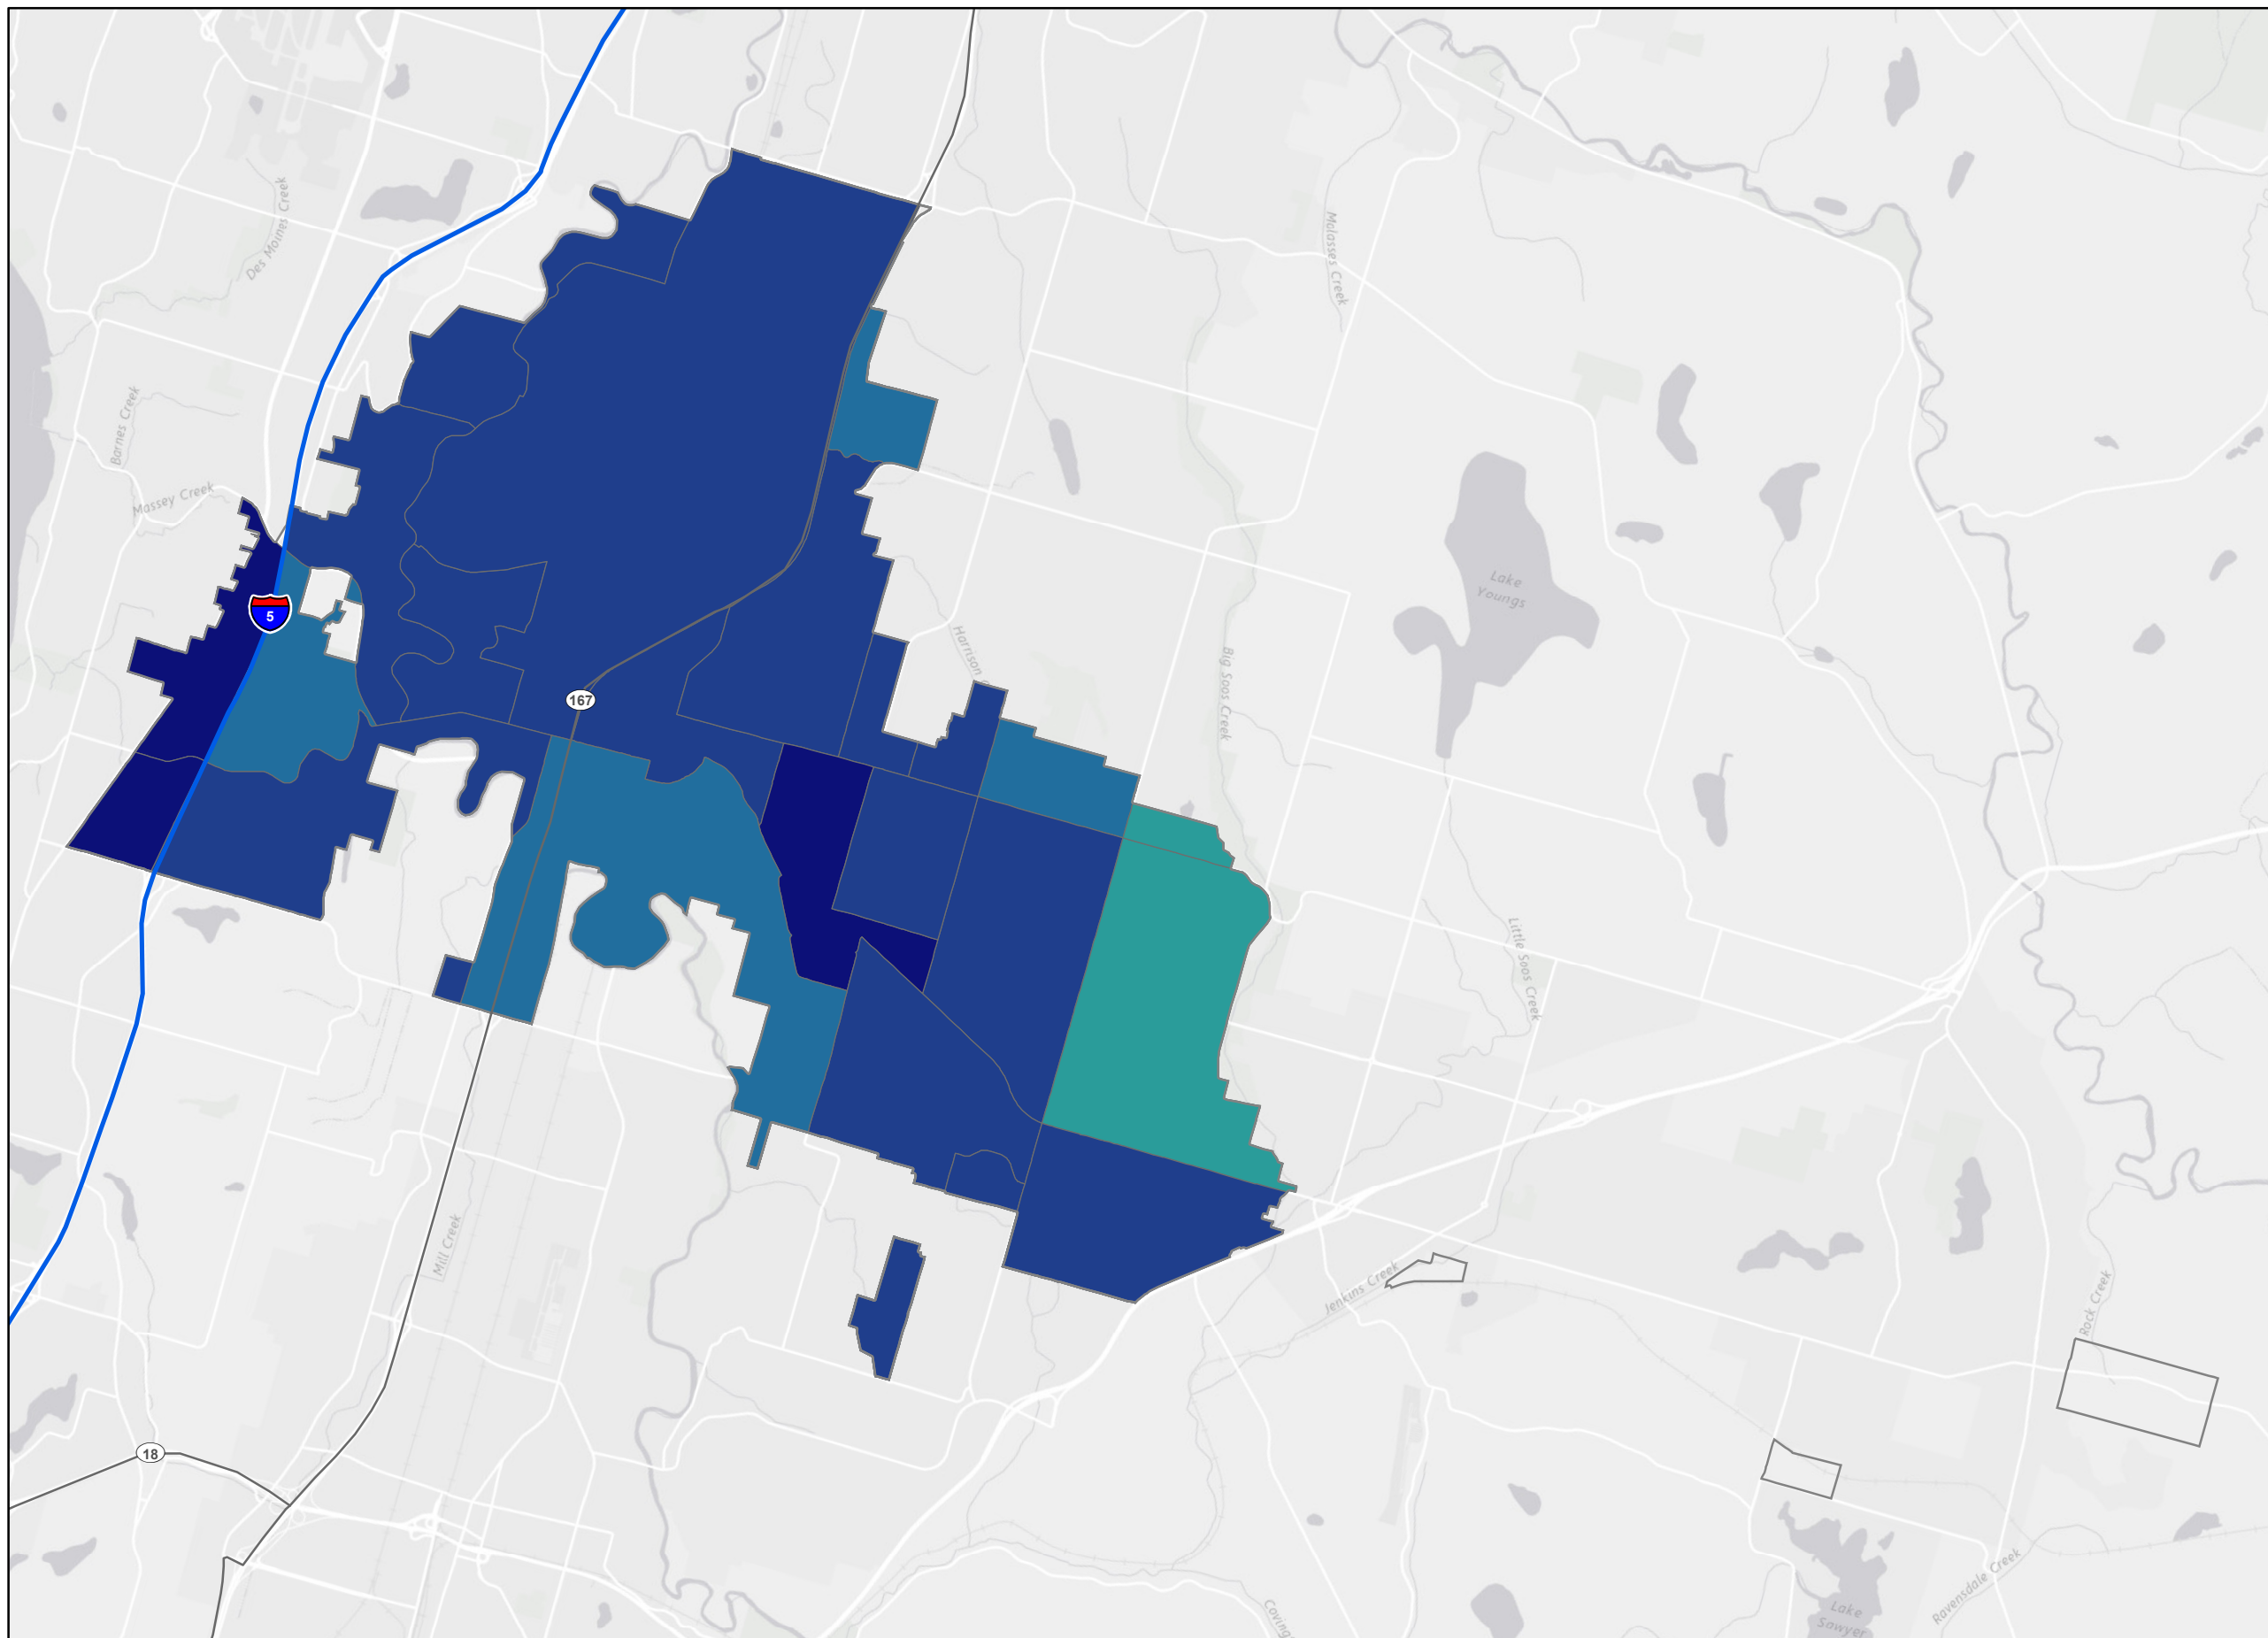 Des Moines Creek
Molasses Creek
Barnes Creek
Massey Creek
5
Lake
Youngs
Harrison
Big Soos Creek
167
Little Soos Creek
Mill Creek
Jenkins Creek
Rock Creek
18
Ravensdale Creek
Lake
Sawyer